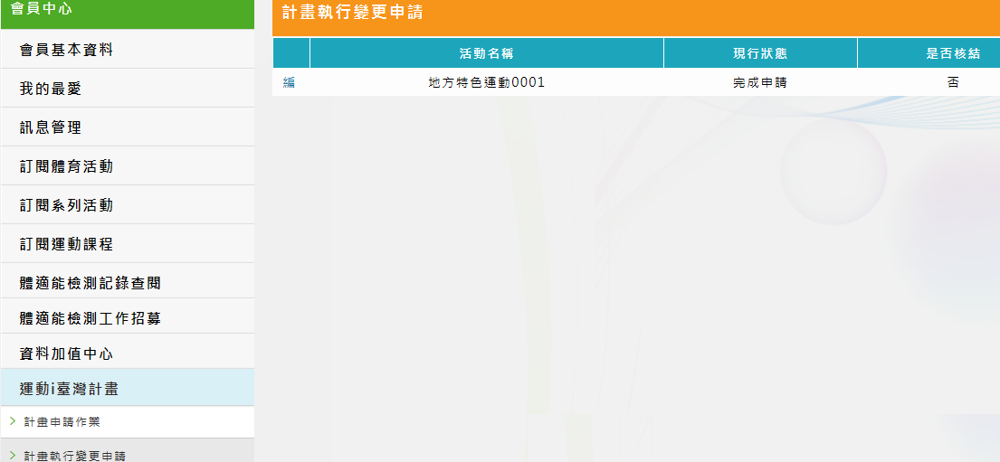 會員中心
會員基本資料
我的最愛
訊息管理
訂閱體育活動
訂閱系列活動
訂閱運動課程
體適能檢測記錄查閱
體適能檢測工作招募
資料加值中心
運動i臺灣計畫
計畫申請作業
計畫執行變更申請
計畫執行變更申請
活動名稱 現行狀態 是否核結
編 地方特色運動0001 完成申請 否